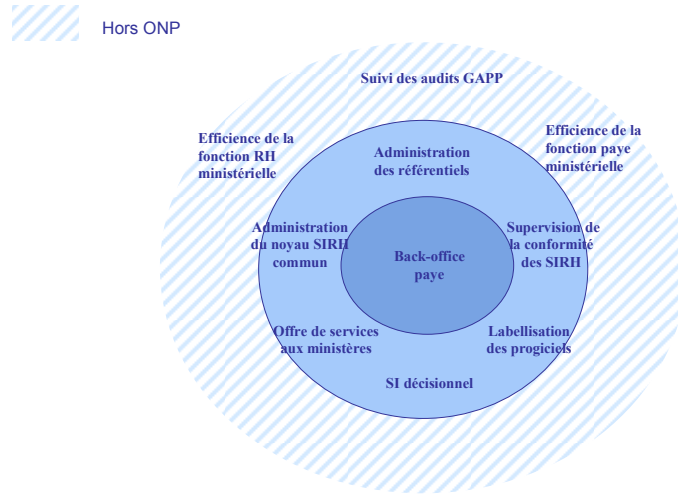 Hors ONP
Suivi des audits GAPP
Efficience de la
fonction RH
ministérielle
Efficience de la
fonction paye
ministérielle
Administration
des référentiels
Administration
du noyau SIRH
commun
Supervision de
la conformité
des SIRH
Back-office
paye
Offre de services
aux ministères
Labellisation
des progiciels
SI décisionnel